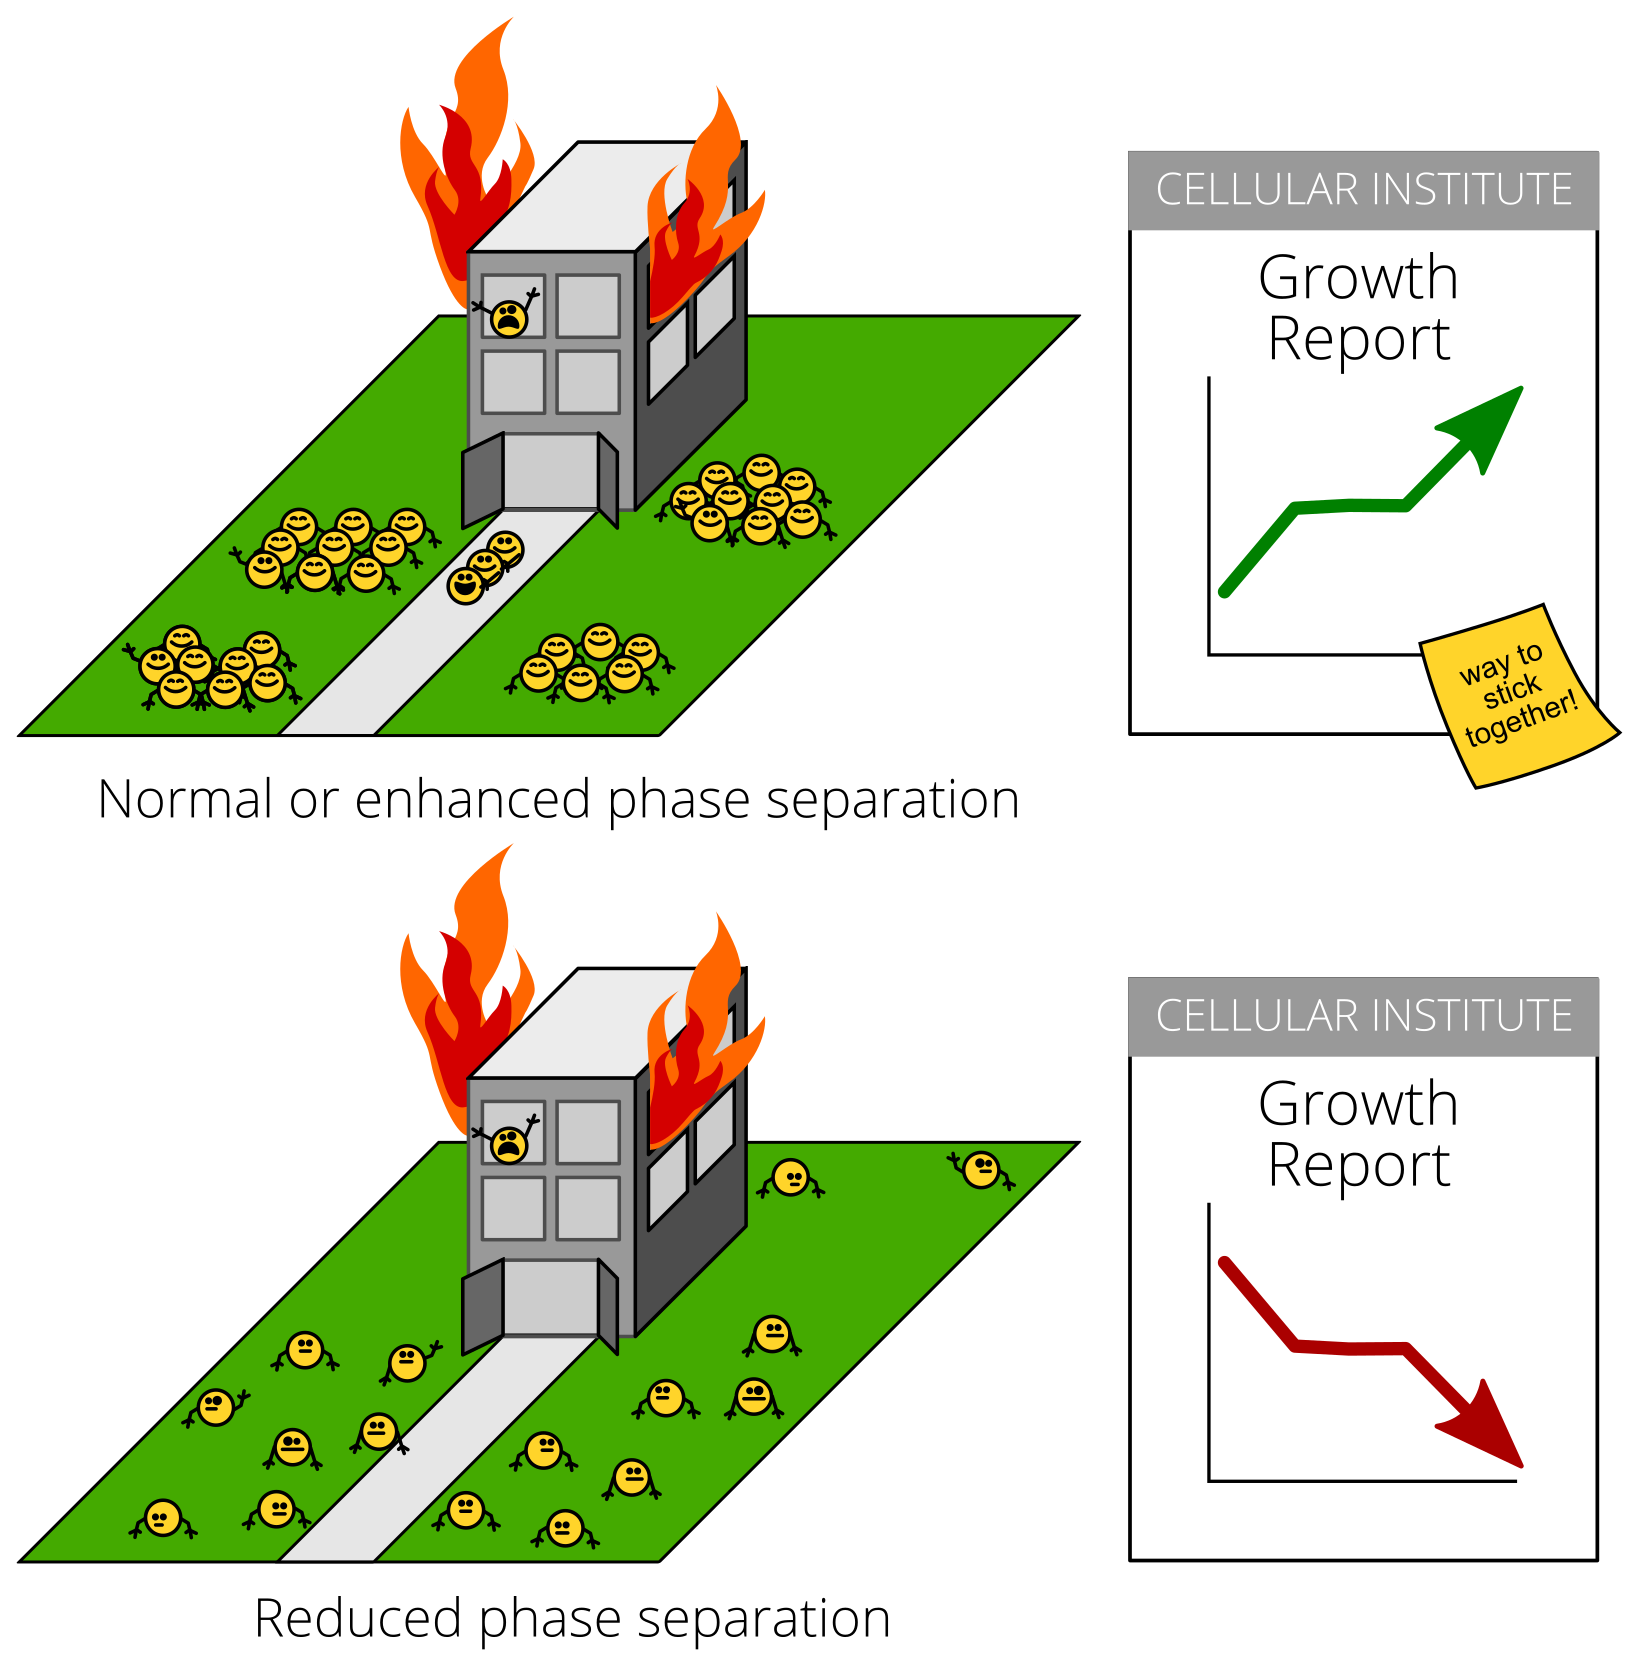 CELLULAR INSTITUTE
Growth
Report
way to
stick
together!
Normal or enhanced phase separation
CELLULAR INSTITUTE
Growth
Report
Reduced phase separation